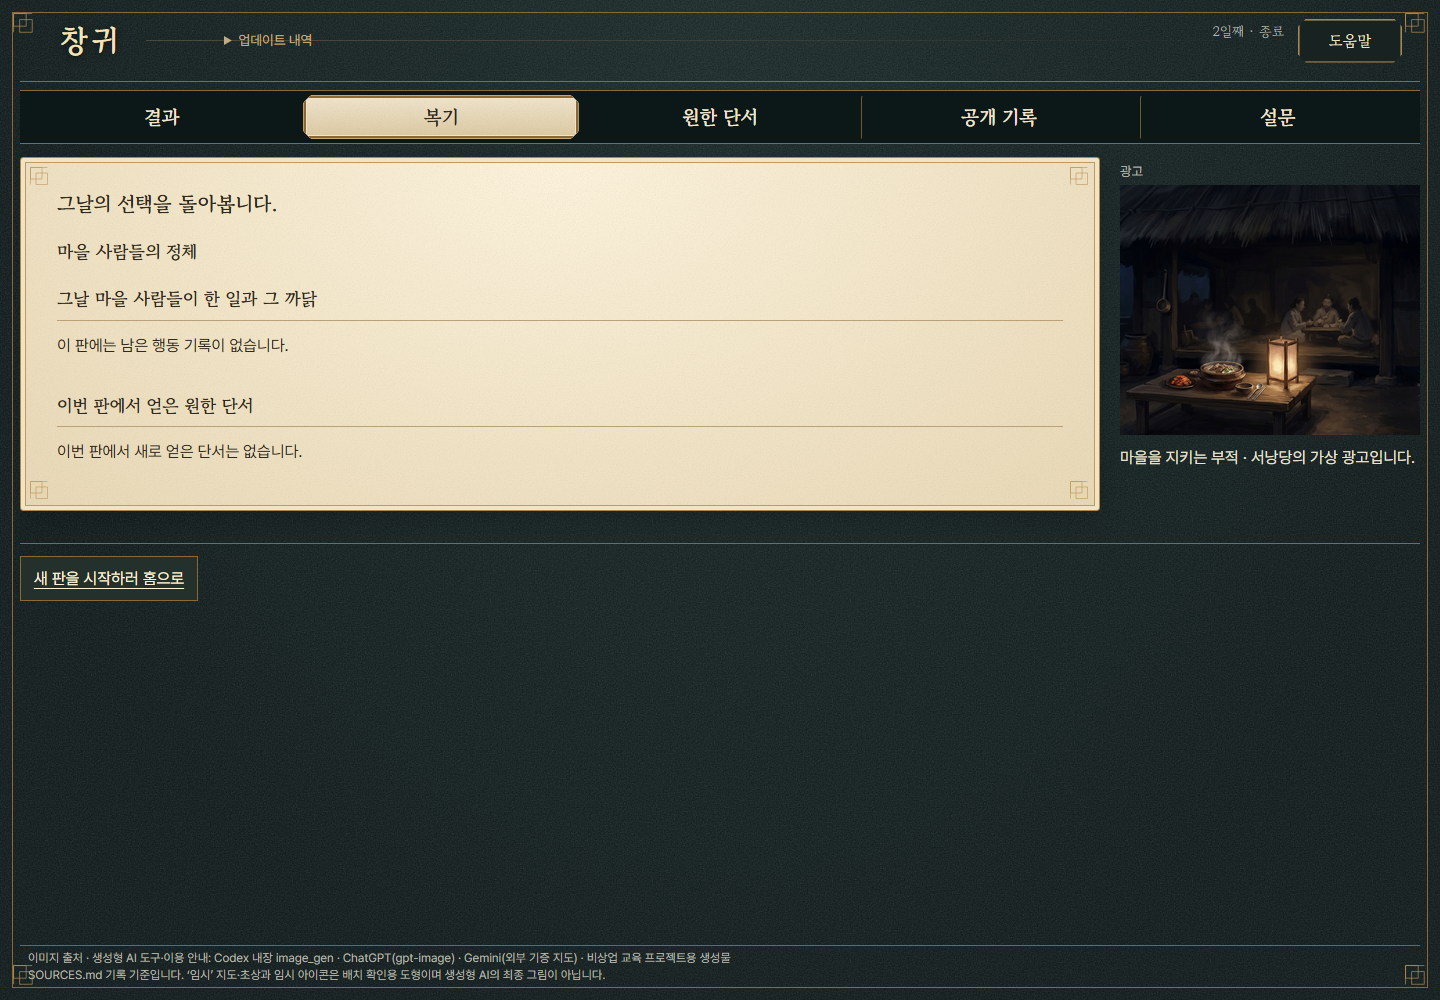 창귀
▶ 업데이트 내역
2일째 · 종료
도움말
결과
복기
원한 단서
공개 기록
설문
그날의 선택을 돌아봅니다.
마을 사람들의 정체
그날 마을 사람들이 한 일과 그 까닭
이 판에는 남은 행동 기록이 없습니다.
이번 판에서 얻은 원한 단서
이번 판에서 새로 얻은 단서는 없습니다.
광고
마을을 지키는 부적 · 서낭당의 가상 광고입니다.
새 판을 시작하러 홈으로
이미지 출처 · 생성형 AI 도구·이용 안내: Codex 내장 image_gen · ChatGPT(gpt-image) · Gemini(외부 기증 지도) · 비상업 교육 프로젝트용 생성물
SOURCES.md 기록 기준입니다. ‘임시’ 지도·초상과 임시 아이콘은 배치 확인용 도형이며 생성형 AI의 최종 그림이 아닙니다.